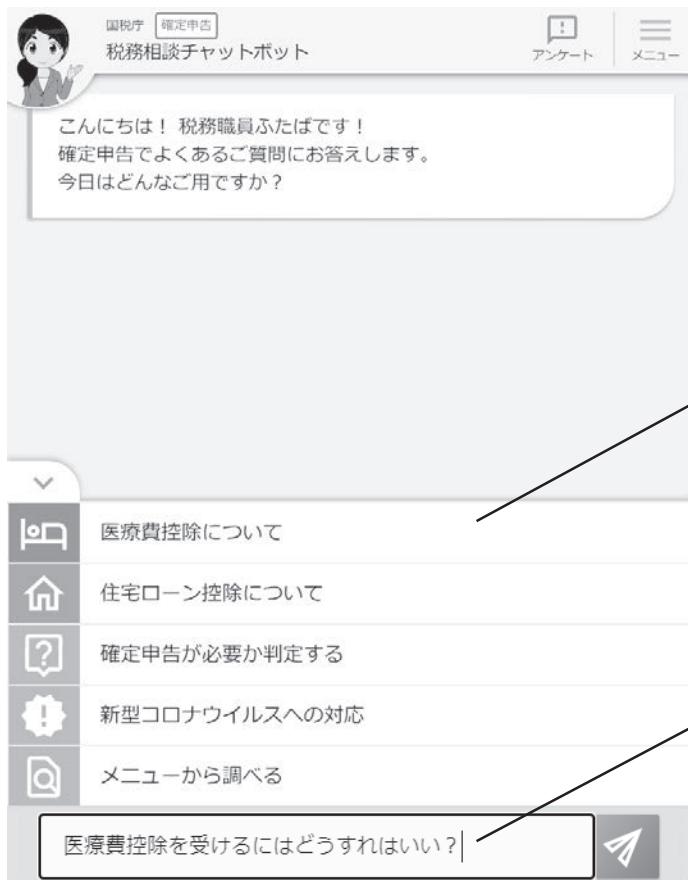 国税庁 確定申告
税務相談チャットボット
アンケート
メニュー
こんにちは！ 税務職員ふたばです！
確定申告でよくあるご質問にお答えします。
今日はどんなご用ですか？
医療費控除について
住宅ローン控除について
確定申告が必要か判定する
新型コロナウイルスへの対応
メニューから調べる
医療費控除を受けるにはどうすればいい？